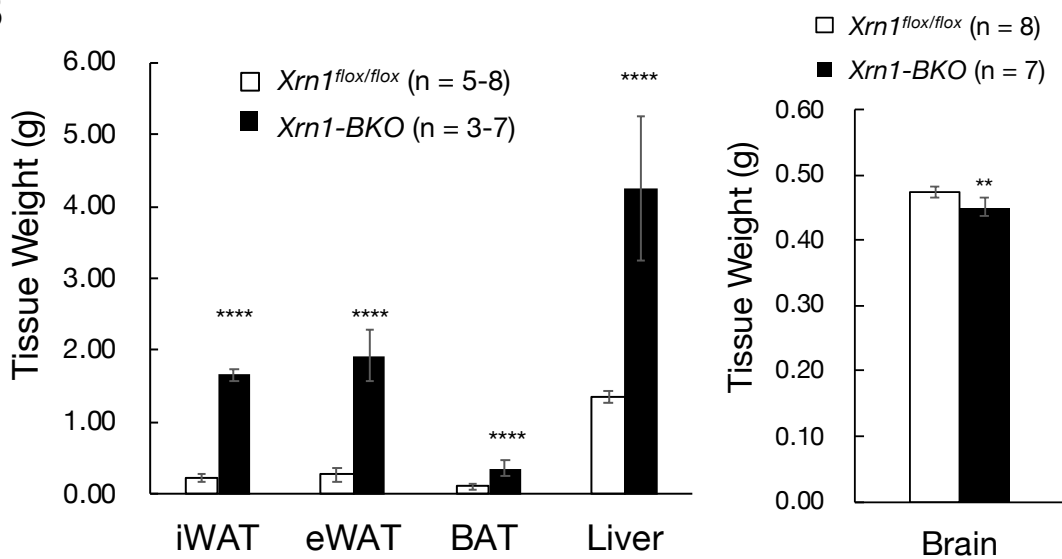 Xrn1flox/flox (n = 5-8)
Xrn1-BKO (n = 3-7)
Tissue Weight (g)
6.00
5.00
4.00
3.00
2.00
1.00
0.00
****
****
****
****
iWAT
eWAT
BAT
Liver
Xrn1flox/flox (n = 8)
Xrn1-BKO (n = 7)
Tissue Weight (g)
0.60
0.50
0.40
0.30
0.20
0.10
0.00
**
Brain